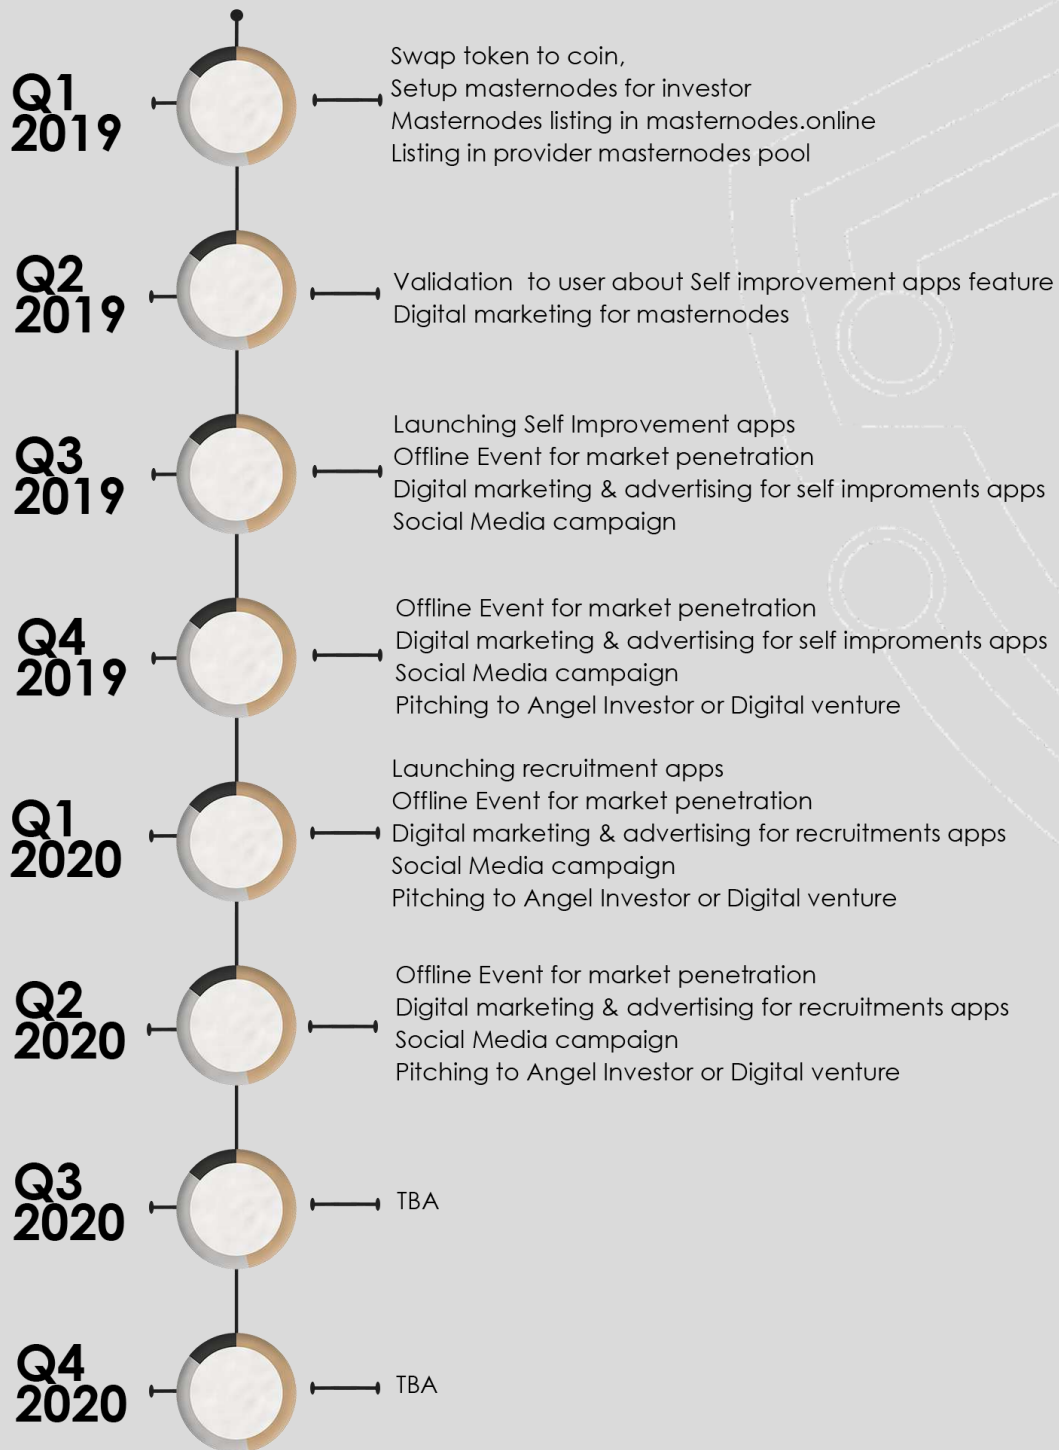 Q1
2019
Swap token to coin,
Setup masternodes for investor
Masternodes listing in masternodes.online
Listing in provider masternodes pool
Q2
2019
Validation  to user about Self improvement apps feature
Digital marketing for masternodes
Q3
2019
Launching Self Improvement apps
Offline Event for market penetration
Digital marketing & advertising for self improments apps
Social Media campaign
Q4
2019
Offline Event for market penetration
Digital marketing & advertising for self improments apps
Social Media campaign
Pitching to Angel Investor or Digital venture
Q1
2020
Launching recruitment apps
Offline Event for market penetration
Digital marketing & advertising for recruitments apps
Social Media campaign
Pitching to Angel Investor or Digital venture
Q2
2020
Offline Event for market penetration
Digital marketing & advertising for recruitments apps
Social Media campaign
Pitching to Angel Investor or Digital venture
Q3
2020
TBA
Q4
2020
TBA